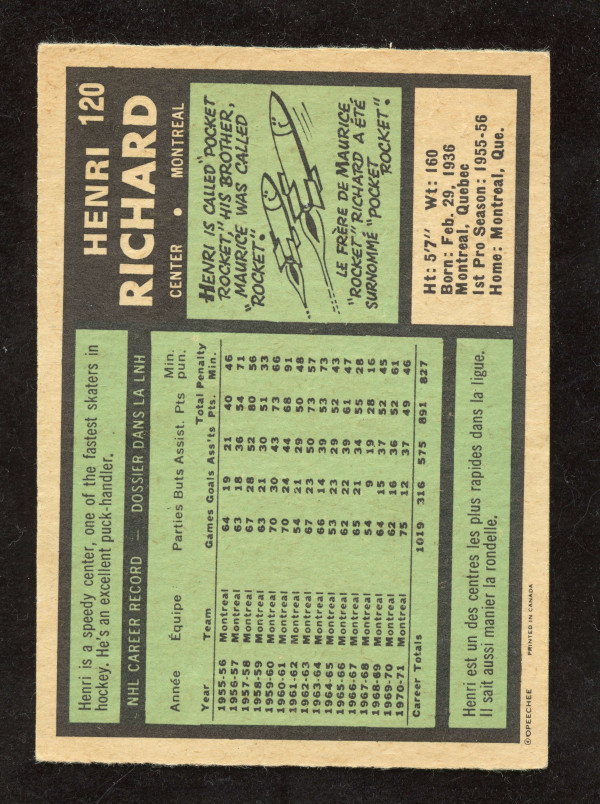 HENRI 120
RICHARD
CENTER • MONTREAL
Henri is a speedy center, one of the fastest skaters in
hockey. He's an excellent puck-handler.
NHL CAREER RECORD — DOSSIER DANS LA LNH
Année Équipe Parties Buts Assist. Pts Min. pun.
Year Team Games Goals Ass'ts Total Pts. Penalty Min.
1955-56 Montreal 64 19 21 40 46
1956-57 Montreal 63 18 36 54 71
1957-58 Montreal 67 28 52 80 56
1958-59 Montreal 63 21 30 51 33
1959-60 Montreal 70 30 43 73 66
1960-61 Montreal 70 24 44 68 91
1961-62 Montreal 54 21 29 50 48
1962-63 Montreal 67 23 50 73 57
1963-64 Montreal 66 14 39 53 73
1964-65 Montreal 53 23 29 52 43
1965-66 Montreal 62 22 39 61 47
1966-67 Montreal 65 21 34 55 28
1967-68 Montreal 54 9 19 28 16
1968-69 Montreal 64 15 37 52 45
1969-70 Montreal 62 16 36 52 61
1970-71 Montreal 75 12 37 49 46
Career Totals 1019 316 575 891 827
Henri est un des centres les plus rapides dans la ligue.
Il sait aussi manier la rondelle.
HENRI IS CALLED "POCKET
ROCKET," HIS BROTHER,
MAURICE WAS CALLED
"ROCKET".
LE FRÈRE DE MAURICE
"ROCKET" RICHARD A ÉTÉ
SURNOMMÉ "POCKET
ROCKET".
Ht: 5'7" Wt: 160
Born: Feb. 29, 1936
Montreal, Quebec
1st Pro Season: 1955-56
Home: Montreal, Que.
©OPEECHEE PRINTED IN CANADA